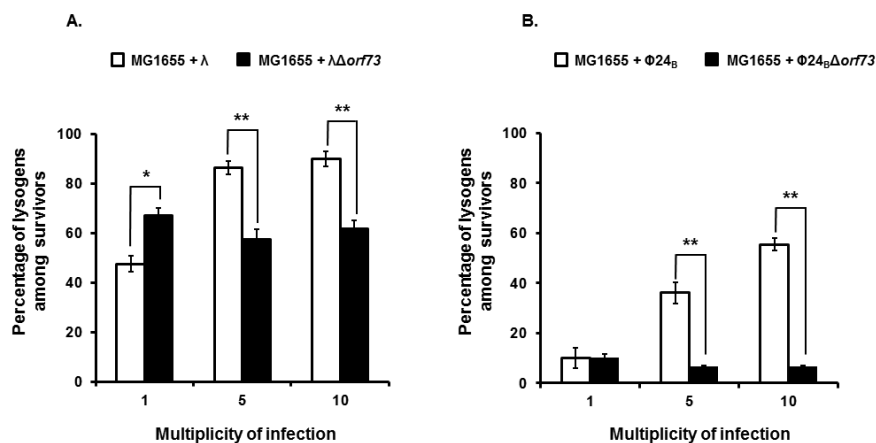 A.
MG1655 + λ MG1655 + λΔorf73
Percentage of lysogens
among survivors
100
80
60
40
20
0
*
**
**
1 5 10
Multiplicity of infection
B.
MG1655 + Φ24B MG1655 + Φ24BΔorf73
Percentage of lysogens
among survivors
100
80
60
40
20
0
**
**
1 5 10
Multiplicity of infection